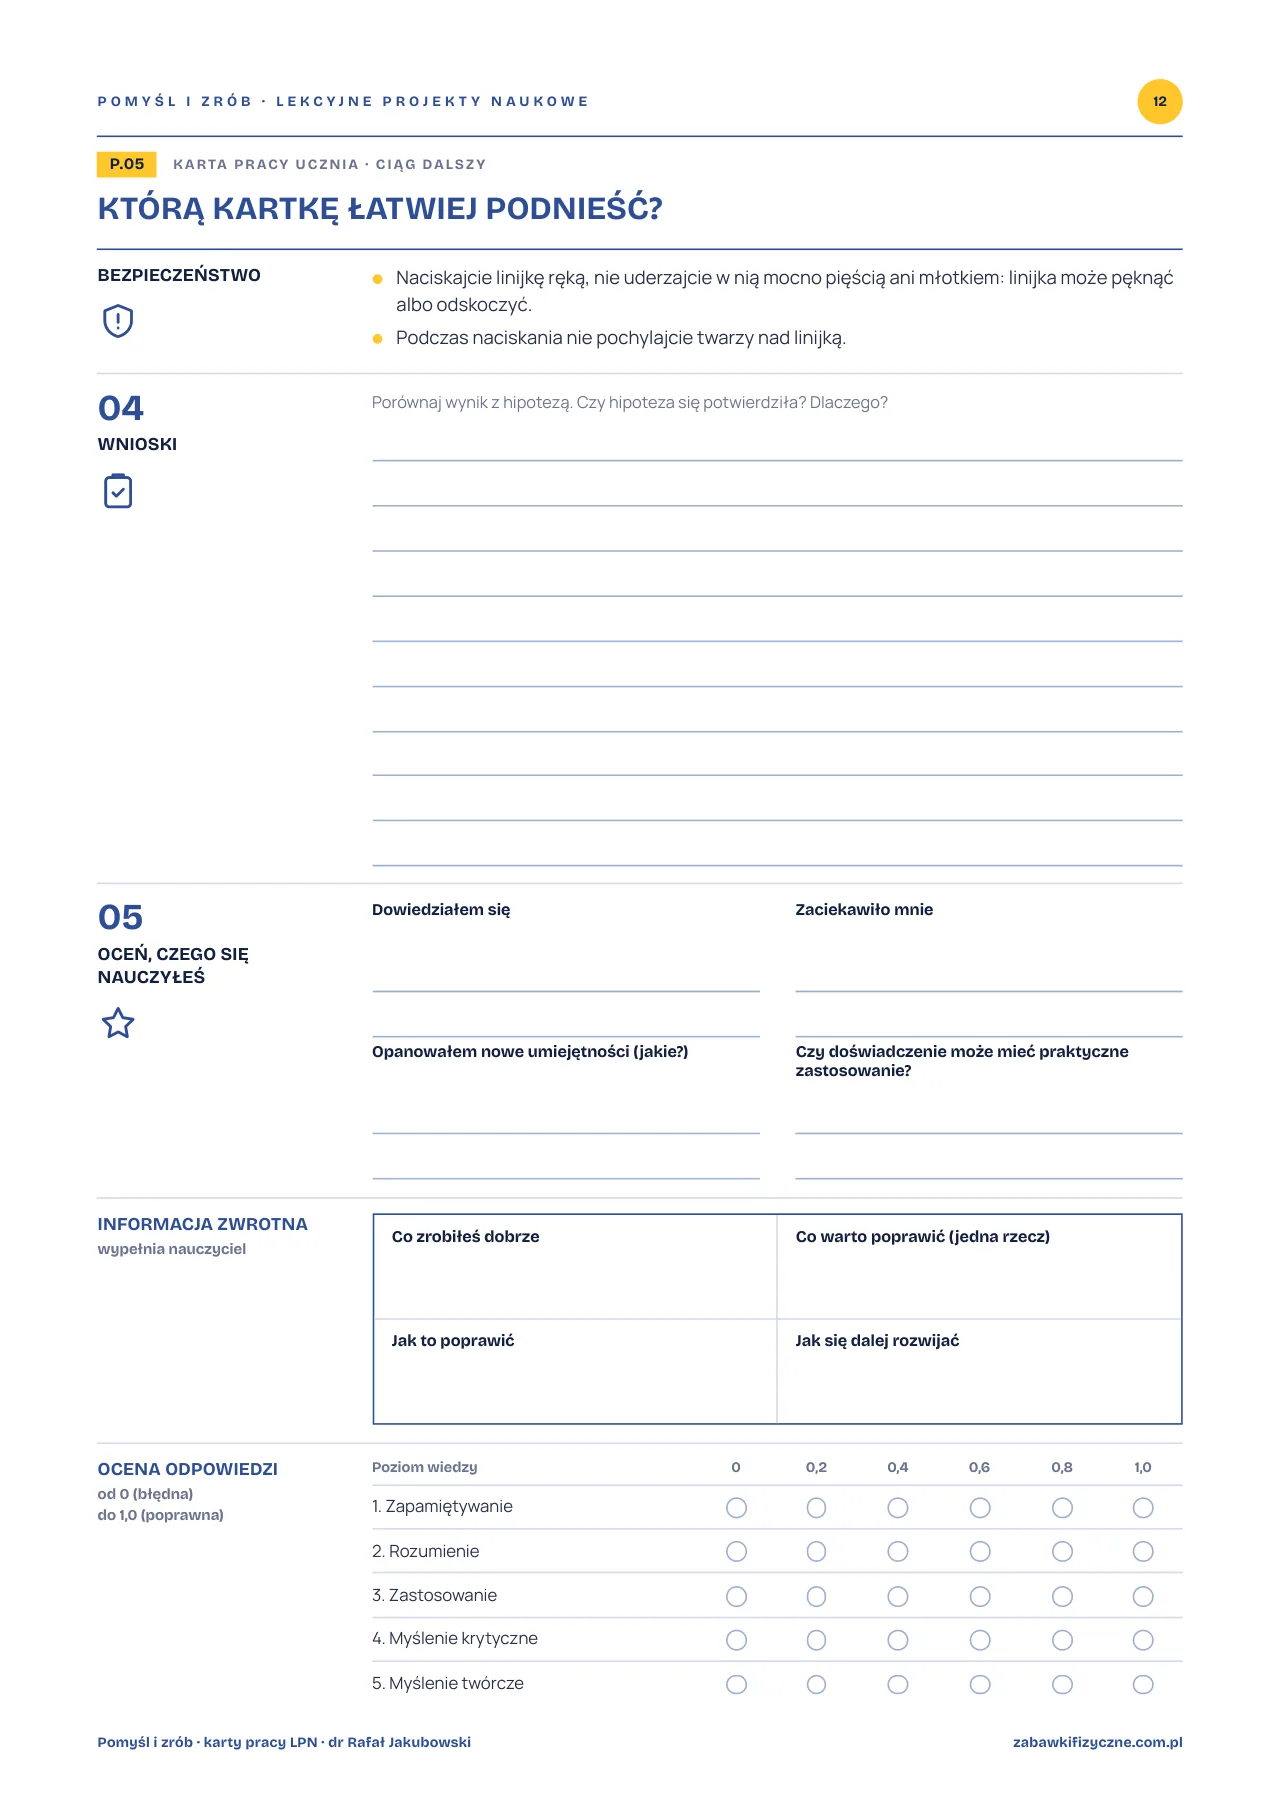 POMYŚL I ZRÓB · LEKCYJNE PROJEKTY NAUKOWE
12
P.05 KARTA PRACY UCZNIA · CIĄG DALSZY
KTÓRĄ KARTKĘ ŁATWIEJ PODNIEŚĆ?
BEZPIECZEŃSTWO
Naciskajcie linijkę ręką, nie uderzajcie w nią mocno pięścią ani młotkiem: linijka może pęknąć
albo odskoczyć.
Podczas naciskania nie pochylajcie twarzy nad linijką.
04
WNIOSKI
Porównaj wynik z hipotezą. Czy hipoteza się potwierdziła? Dlaczego?
05
OCEŃ, CZEGO SIĘ
NAUCZYŁEŚ
Dowiedziałem się
Zaciekawiło mnie
Opanowałem nowe umiejętności (jakie?)
Czy doświadczenie może mieć praktyczne
zastosowanie?
INFORMACJA ZWROTNA
wypełnia nauczyciel
Co zrobiłeś dobrze
Co warto poprawić (jedna rzecz)
Jak to poprawić
Jak się dalej rozwijać
OCENA ODPOWIEDZI
od 0 (błędna)
do 1,0 (poprawna)
Poziom wiedzy 0 0,2 0,4 0,6 0,8 1,0
1. Zapamiętywanie
2. Rozumienie
3. Zastosowanie
4. Myślenie krytyczne
5. Myślenie twórcze
Pomyśl i zrób · karty pracy LPN · dr Rafał Jakubowski
zabawkifizyczne.com.pl